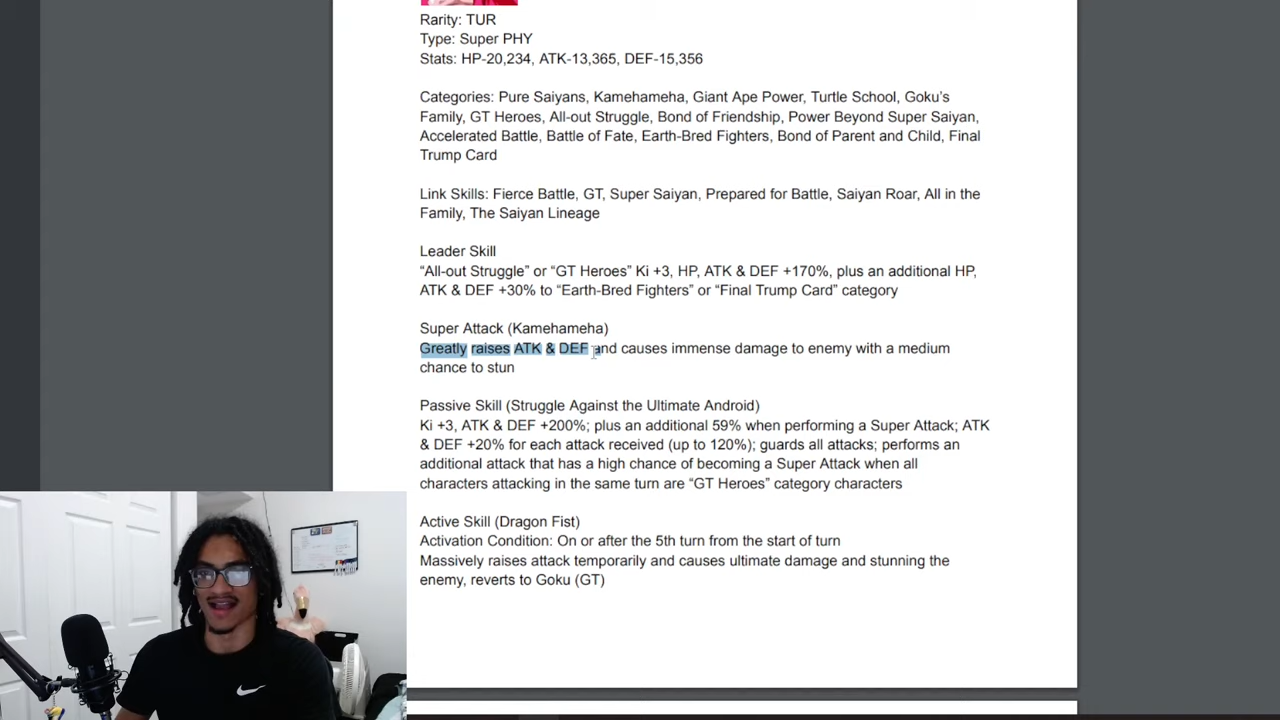 Rarity: TUR
Type: Super PHY
Stats: HP-20,234, ATK-13,365, DEF-15,356
Categories: Pure Saiyans, Kamehameha, Giant Ape Power, Turtle School, Goku’s
Family, GT Heroes, All-out Struggle, Bond of Friendship, Power Beyond Super Saiyan,
Accelerated Battle, Battle of Fate, Earth-Bred Fighters, Bond of Parent and Child, Final
Trump Card
Link Skills: Fierce Battle, GT, Super Saiyan, Prepared for Battle, Saiyan Roar, All in the
Family, The Saiyan Lineage
Leader Skill
“All-out Struggle” or “GT Heroes” Ki +3, HP, ATK & DEF +170%, plus an additional HP,
ATK & DEF +30% to “Earth-Bred Fighters” or “Final Trump Card” category
Super Attack (Kamehameha)
Greatly raises ATK & DEF and causes immense damage to enemy with a medium
chance to stun
Passive Skill (Struggle Against the Ultimate Android)
Ki +3, ATK & DEF +200%; plus an additional 59% when performing a Super Attack; ATK
& DEF +20% for each attack received (up to 120%); guards all attacks; performs an
additional attack that has a high chance of becoming a Super Attack when all
characters attacking in the same turn are “GT Heroes” category characters
Active Skill (Dragon Fist)
Activation Condition: On or after the 5th turn from the start of turn
Massively raises attack temporarily and causes ultimate damage and stunning the
enemy, reverts to Goku (GT)